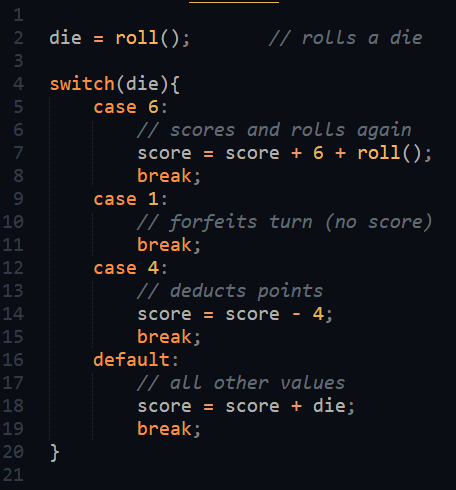 1
2 die = roll(); // rolls a die
3
4 switch(die){
5 case 6:
6 // scores and rolls again
7 score = score + 6 + roll();
8 break;
9 case 1:
10 // forfeits turn (no score)
11 break;
12 case 4:
13 // deducts points
14 score = score - 4;
15 break;
16 default:
17 // all other values
18 score = score + die;
19 break;
20 }
21